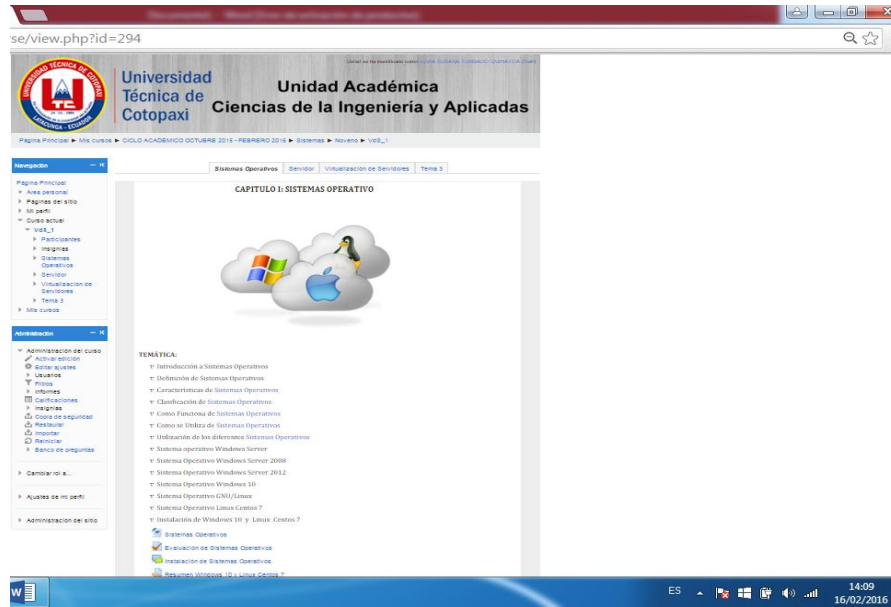 se/view.php?id=294
UNIVERSIDAD TÉCNICA DE COTOPAXI
UTC
LATACUNGA - ECUADOR
Universidad
Técnica de
Cotopaxi
Unidad Académica
Ciencias de la Ingeniería y Aplicadas
Página Principal ► Mis cursos ► CICLO ACADÉMICO OCTUBRE 2015 - FEBRERO 2016 ► Sistemas ► Noveno ► VdS_1
Navegación
Página Principal
Área personal
Páginas del sitio
Mi perfil
Curso actual
VdS_1
Participantes
Insignias
Sistemas
Operativos
Servidor
Virtualización de
Servidores
Tema 3
Mis cursos
Administración
Administración del curso
Activar edición
Editar ajustes
Usuarios
Filtros
Informes
Calificaciones
Insignias
Copia de seguridad
Restaurar
Importar
Reiniciar
Banco de preguntas
Cambiar rol a...
Ajustes de mi perfil
Administración del sitio
Sistemas Operativos Servidor Virtualización de Servidores Tema 3
CAPITULO I: SISTEMAS OPERATIVO
TEMÁTICA:
Introducción a Sistemas Operativos
Definición de Sistemas Operativos
Características de Sistemas Operativos
Clasificación de Sistemas Operativos
Como Funciona de Sistemas Operativos
Como se Utiliza de Sistemas Operativos
Utilización de los diferentes Sistemas Operativos
Sistema operativo Windows Server
Sistema Operativo Windows Server 2008
Sistema Operativo Windows Server 2012
Sistema Operativo Windows 10
Sistema Operativo GNU/Linux
Sistema Operativo Linux Centos 7
Instalación de Windows 10 y Linux Centos 7
Sistemas Operativos
Evaluación de Sistemas Operativos
Instalación de Sistemas Operativos
Resumen Windows 10 y Linux Centos 7
ES
14:09
16/02/2016